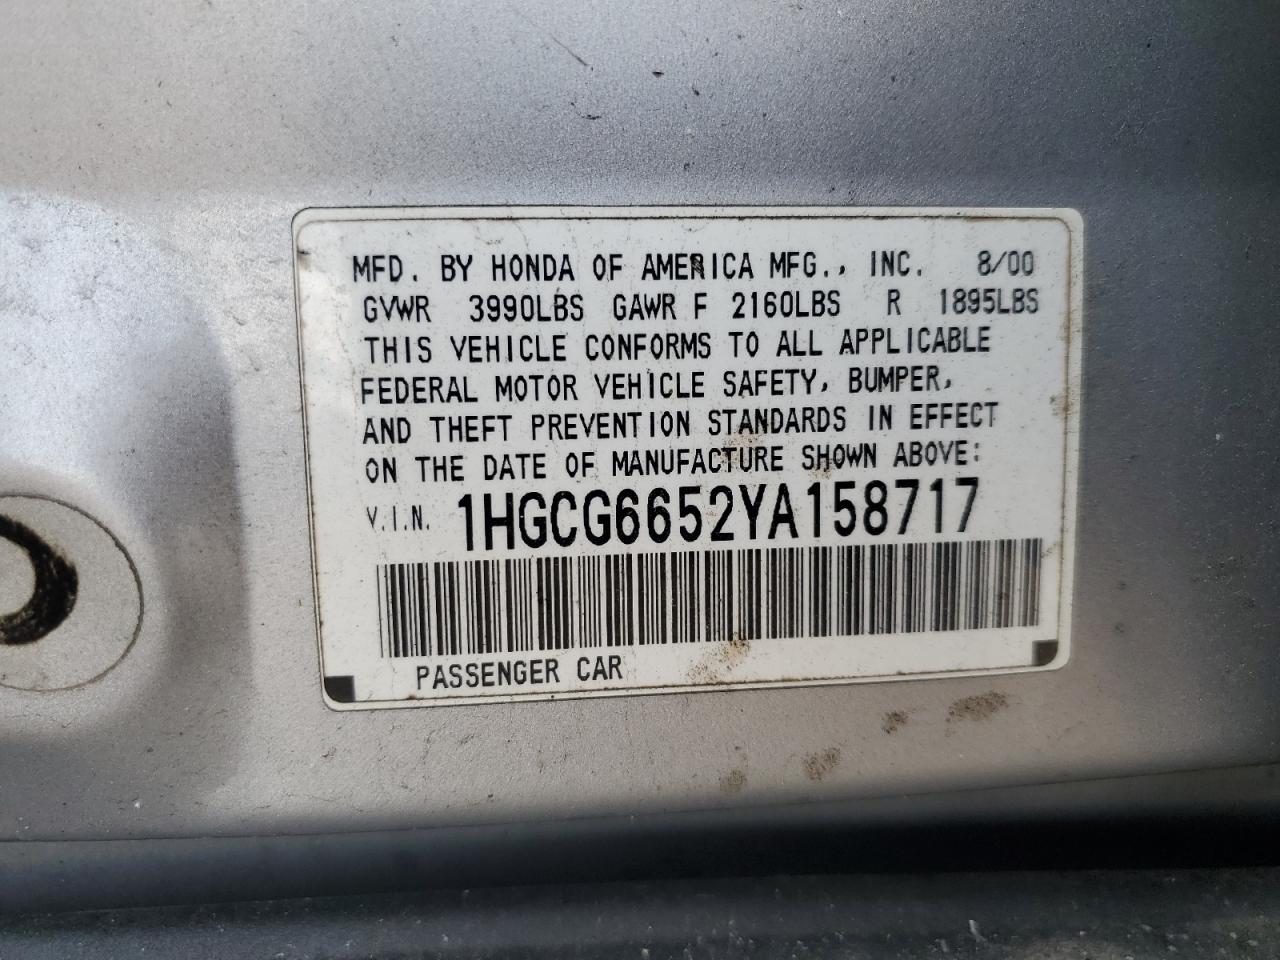 MFD. BY HONDA OF AMERICA MFG., INC. 8/00
GVWR 3990LBS GAWR F 2160LBS R 1895LBS
THIS VEHICLE CONFORMS TO ALL APPLICABLE
FEDERAL MOTOR VEHICLE SAFETY, BUMPER,
AND THEFT PREVENTION STANDARDS IN EFFECT
ON THE DATE OF MANUFACTURE SHOWN ABOVE:
V.I.N. 1HGCG6652YA158717
PASSENGER CAR